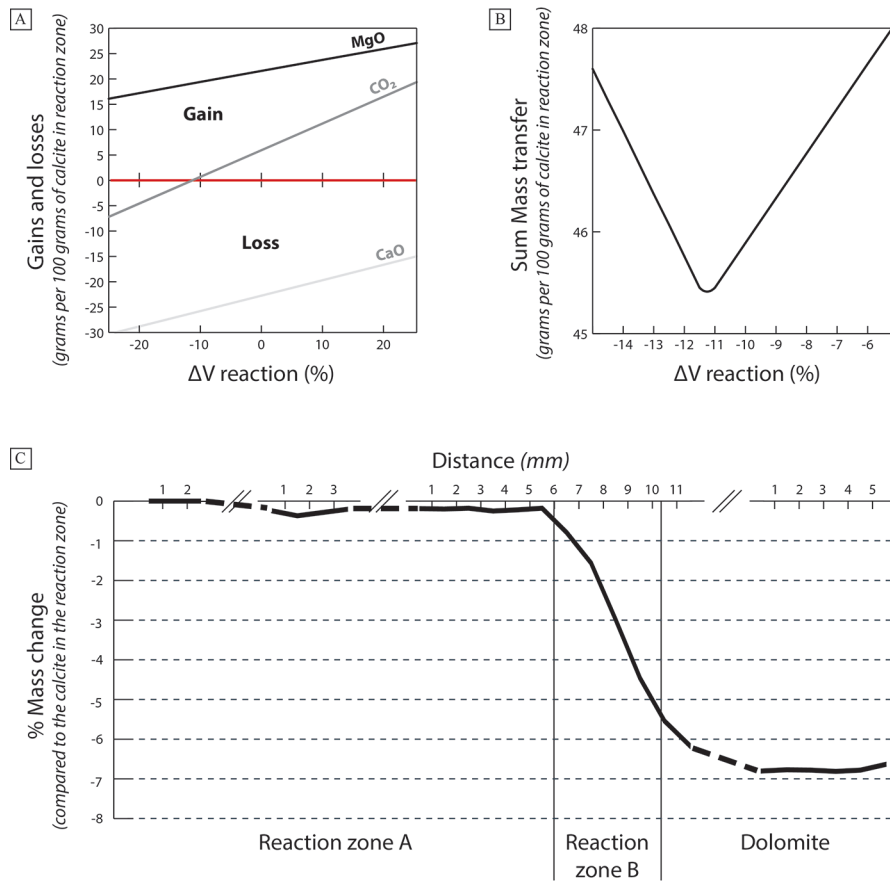 A
Gains and losses
(grams per 100 grams of calcite in reaction zone)
30
25
20
15
10
5
0
-5
-10
-15
-20
-25
-30
MgO
CO₂
Gain
Loss
CaO
-20 -10 0 10 20
ΔV reaction (%)
B
Sum Mass transfer
(grams per 100 grams of calcite in reaction zone)
48
47
46
45
-14 -13 -12 -11 -10 -9 -8 -7 -6
ΔV reaction (%)
C
Distance (mm)
1 2 1 2 3 1 2 3 4 5 6 7 8 9 10 11 1 2 3 4 5
% Mass change
(compared to the calcite in the reaction zone)
0
-1
-2
-3
-4
-5
-6
-7
-8
Reaction zone A
Reaction
zone B
Dolomite